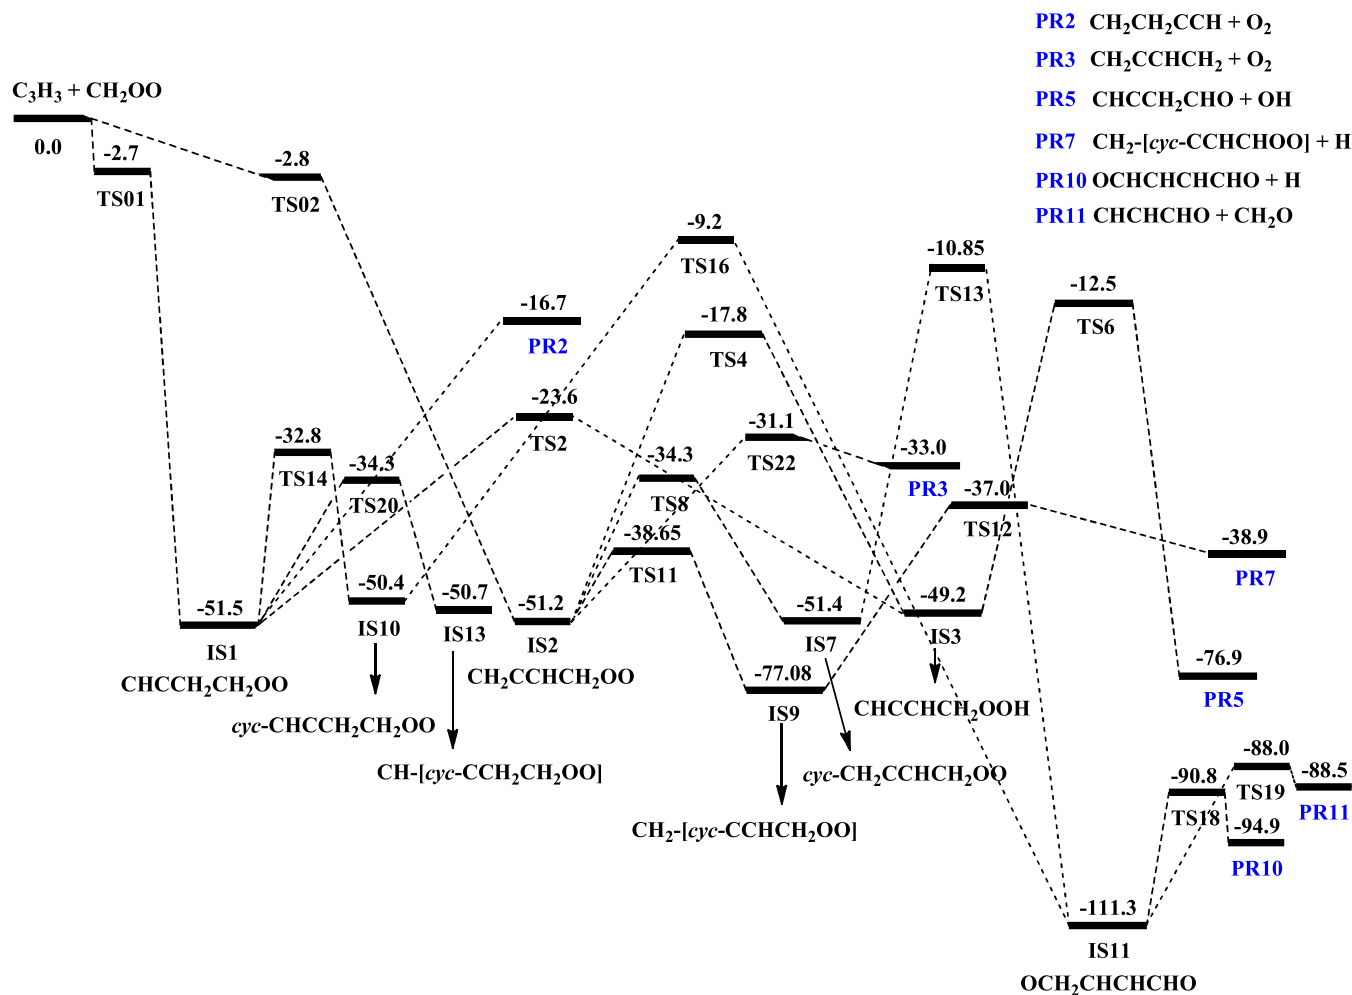 PR2 CH₂CH₂CCH + O₂
PR3 CH₂CCHCH₂ + O₂
PR5 CHCCH₂CHO + OH
PR7 CH₂-[cyc-CCHCHOO] + H
PR10 OCHCHCHCHO + H
PR11 CHCHCHO + CH₂O
C₃H₃ + CH₂OO
0.0
-2.7
TS01
-2.8
TS02
-9.2
TS16
-10.85
TS13
-12.5
TS6
-16.7
PR2
-17.8
TS4
-23.6
TS2
-31.1
TS22
-33.0
PR3
-32.8
TS14
-34.3
TS20
-34.3
TS8
-37.0
TS12
-38.65
TS11
-38.9
PR7
-51.5
IS1
CHCCH₂CH₂OO
-50.4
IS10
cyc-CHCCH₂CH₂OO
-50.7
IS13
CH-[cyc-CCH₂CH₂OO]
-51.2
IS2
CH₂CCHCH₂OO
-51.4
IS7
cyc-CH₂CCHCH₂OO
-49.2
IS3
CHCCHCH₂OOH
-77.08
IS9
CH₂-[cyc-CCHCH₂OO]
-76.9
PR5
-88.0
TS19
-88.5
PR11
-90.8
TS18
-94.9
PR10
-111.3
IS11
OCH₂CHCHCHO